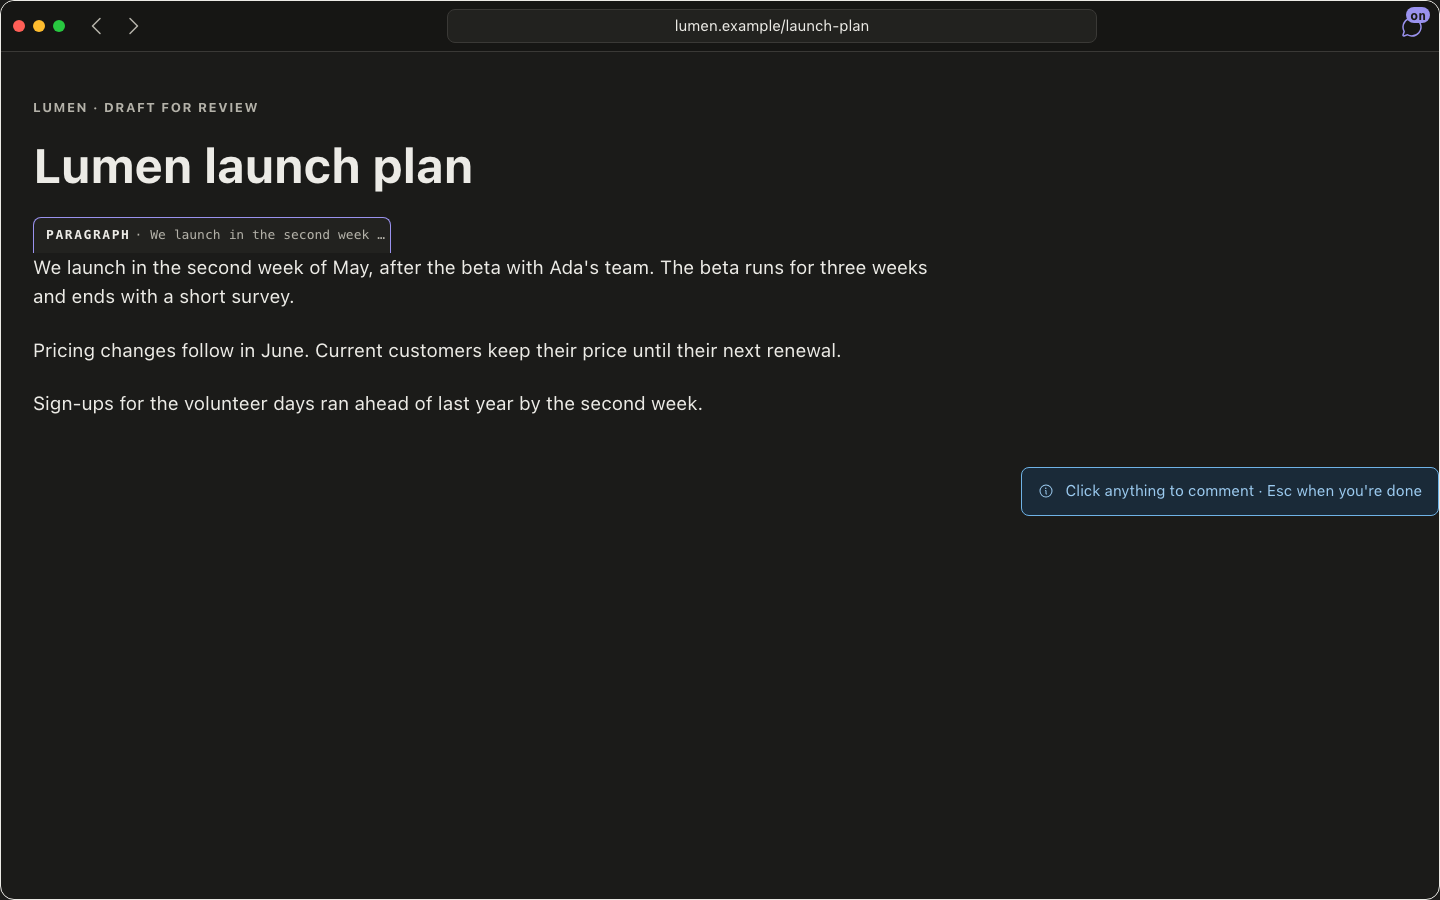 lumen.example/launch-plan
on
LUMEN · DRAFT FOR REVIEW
Lumen launch plan
PARAGRAPH · We launch in the second week …
We launch in the second week of May, after the beta with Ada's team. The beta runs for three weeks
and ends with a short survey.
Pricing changes follow in June. Current customers keep their price until their next renewal.
Sign-ups for the volunteer days ran ahead of last year by the second week.
Click anything to comment · Esc when you're done